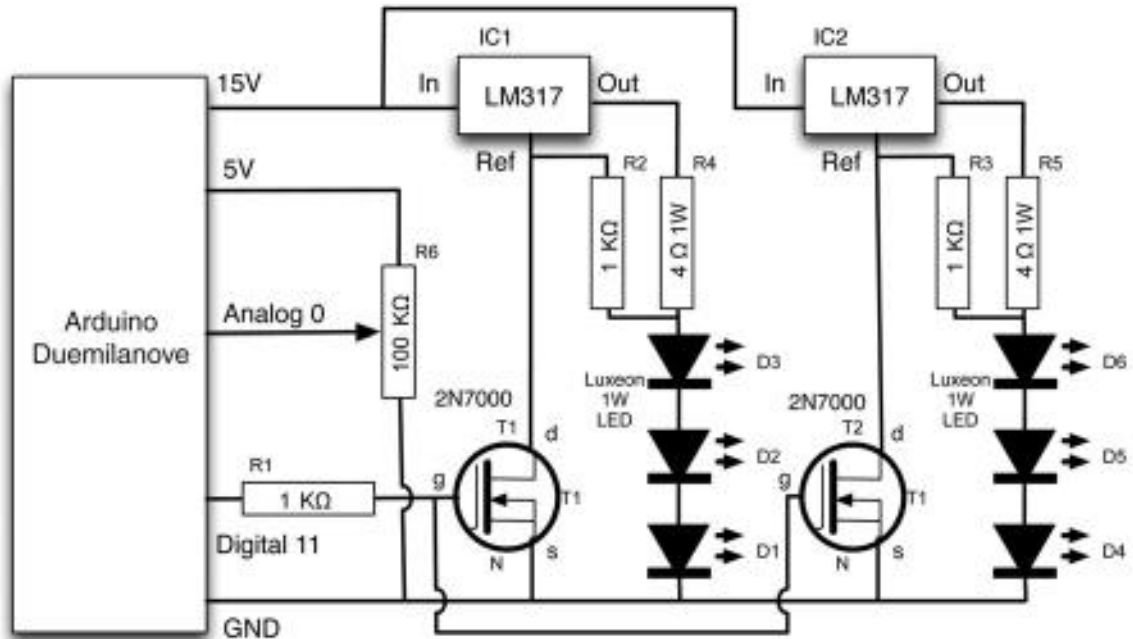 Arduino
Duemilanove
15V
5V
Analog 0
Digital 11
GND
R6
100 KΩ
R1
1 KΩ
IC1
In
LM317
Out
Ref
R2
1 KΩ
R4
4 Ω 1W
2N7000
T1
d
g
T1
N
s
Luxeon
1W
LED
D3
D2
D1
IC2
In
LM317
Out
Ref
R3
1 KΩ
R5
4 Ω 1W
2N7000
T2
d
g
T1
N
s
Luxeon
1W
LED
D6
D5
D4